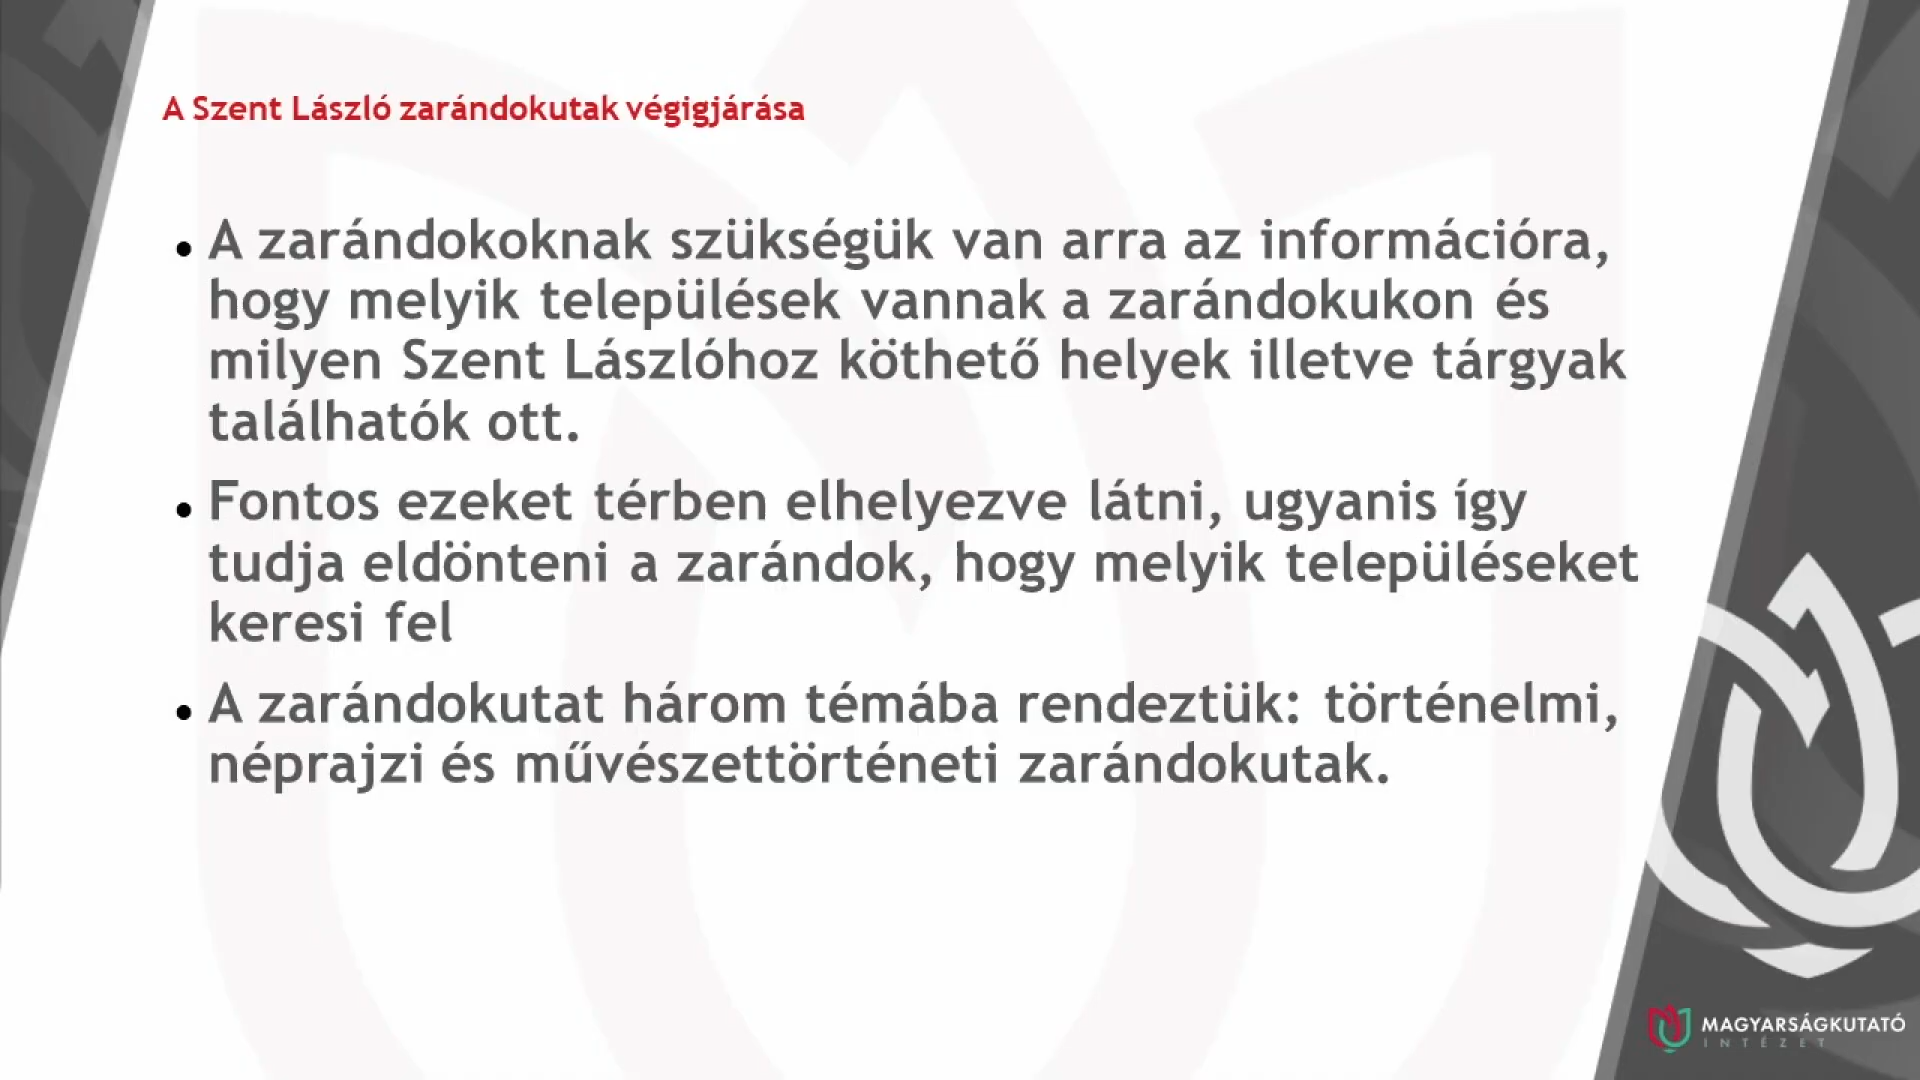 A Szent László zarándokutak végigjárása
• A zarándokoknak szükségük van arra az információra,
hogy melyik települések vannak a zarándokukon és
milyen Szent Lászlóhoz köthető helyek illetve tárgyak
találhatók ott.
• Fontos ezeket térben elhelyezve látni, ugyanis így
tudja eldönteni a zarándok, hogy melyik településeket
keresi fel
• A zarándokutat három témába rendeztük: történelmi,
néprajzi és művészettörténeti zarándokutak.
MAGYARSÁGKUTATÓ
INTÉZET